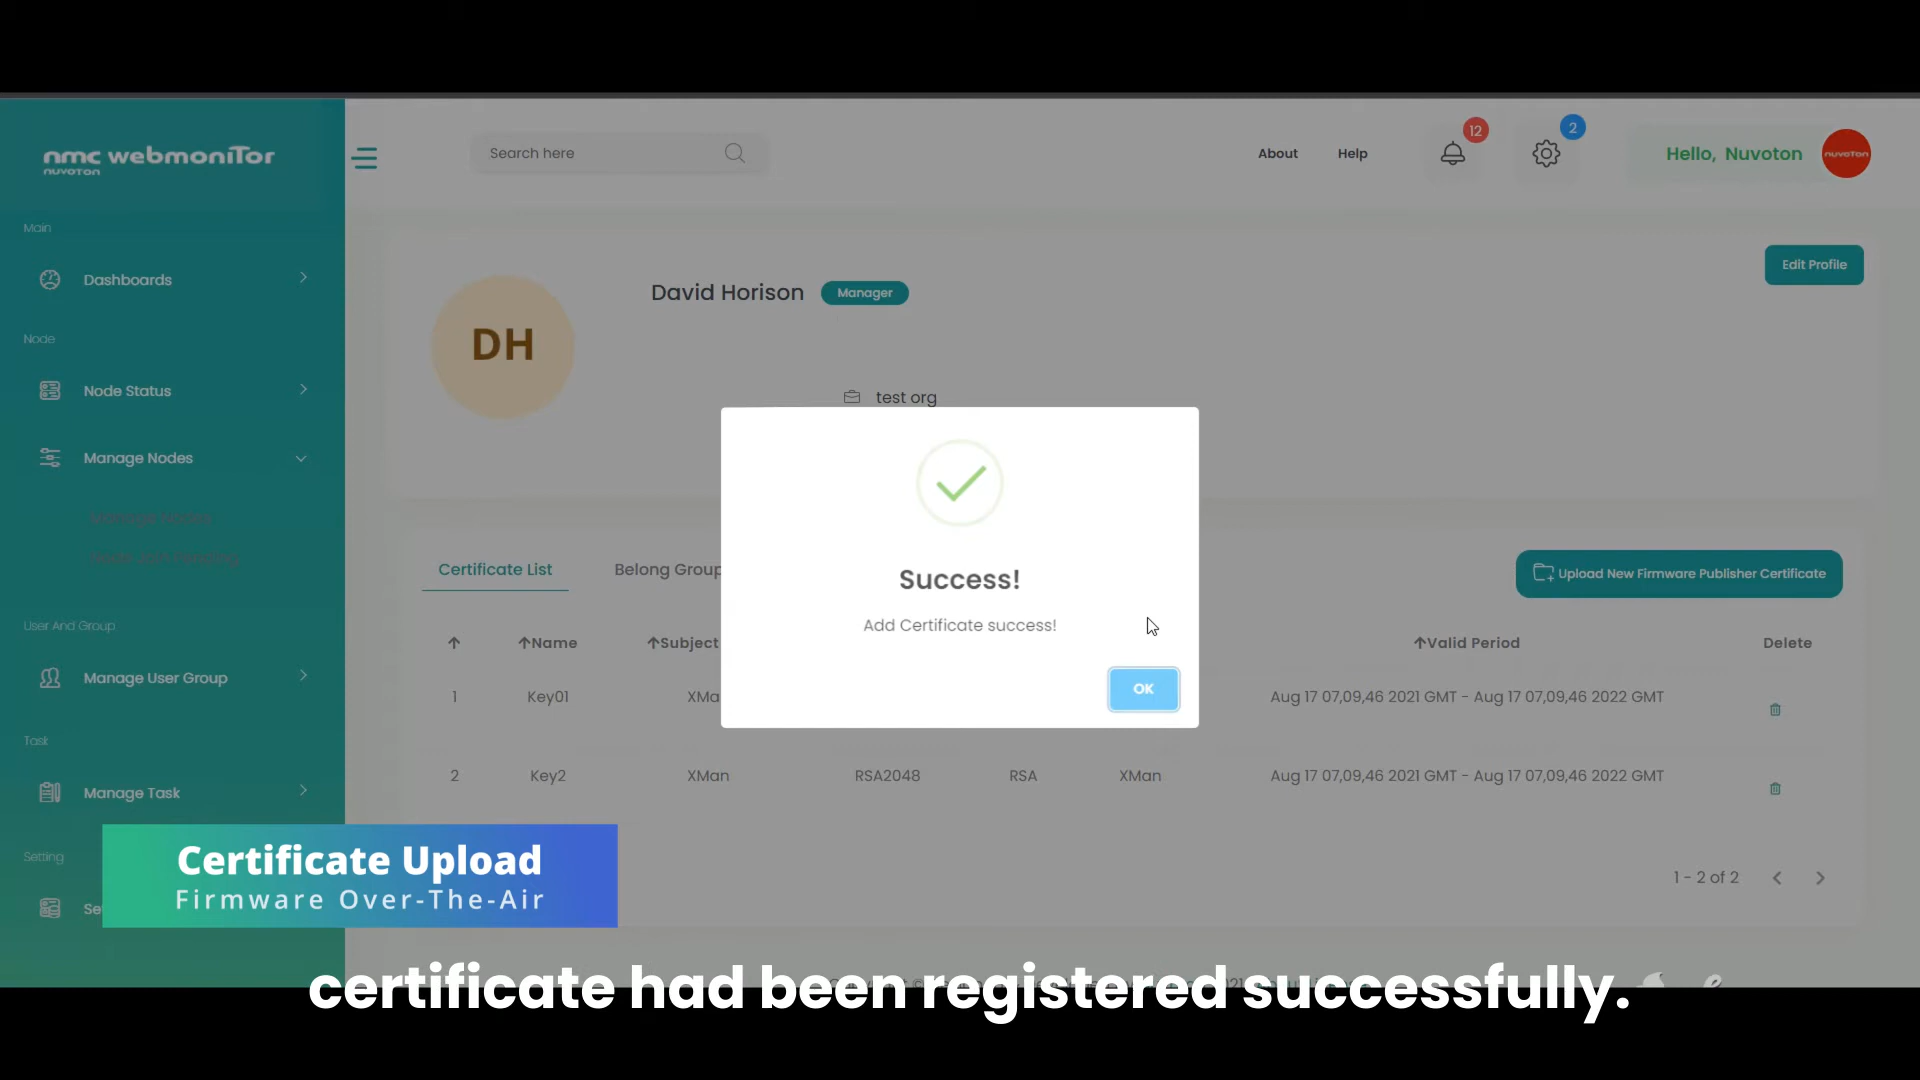 nmc webmonitor
nuvoton
Search here
About
Help
12
2
Hello, Nuvoton
nuvoton
Main
Dashboards
Node
Node Status
Manage Nodes
User And Group
Manage User Group
Task
Manage Task
Setting
Se
Edit Profile
David Horison
Manager
DH
test org
Certificate List
Belong Group
Upload New Firmware Publisher Certificate
↑ ↑Name ↑Subject ↑Valid Period Delete
1 Key01 XMa Aug 17 07,09,46 2021 GMT - Aug 17 07,09,46 2022 GMT
2 Key2 XMan RSA2048 RSA XMan Aug 17 07,09,46 2021 GMT - Aug 17 07,09,46 2022 GMT
1 - 2 of 2
Success!
Add Certificate success!
OK
Certificate Upload
Firmware Over-The-Air
certificate had been registered successfully.